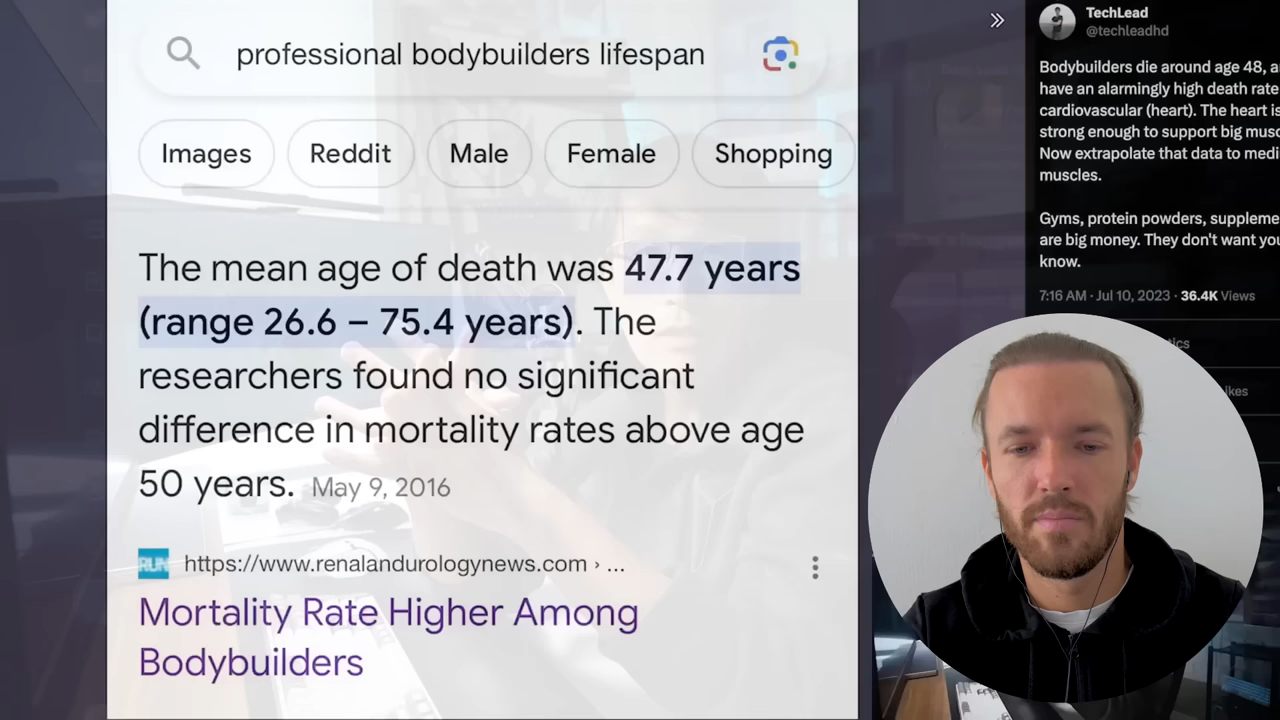 professional bodybuilders lifespan
Images
Reddit
Male
Female
Shopping
The mean age of death was 47.7 years
(range 26.6 – 75.4 years). The
researchers found no significant
difference in mortality rates above age
50 years. May 9, 2016
RUN
https://www.renalandurologynews.com › ...
Mortality Rate Higher Among
Bodybuilders
TechLead
@techleadhd
Bodybuilders die around age 48,
have an alarmingly high death rate
cardiovascular (heart). The heart is
strong enough to support big
Now extrapolate that data to
muscles.
Gyms, protein powders,
are big money. They don't want
know.
7:16 AM · Jul 10, 2023 · 36.4K Views